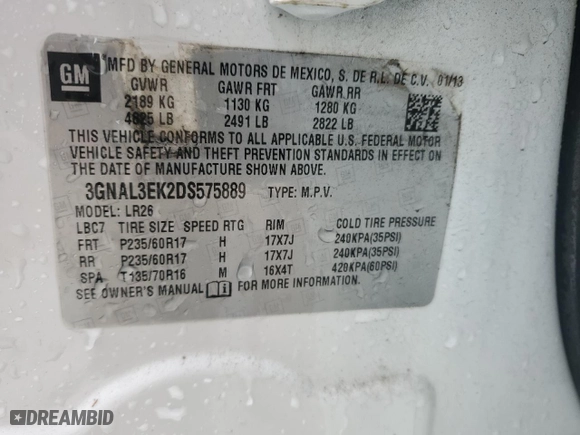 GM
MFD BY GENERAL MOTORS DE MEXICO, S. DE R.L. DE C.V. 01/13
GVWR GAWR FRT GAWR RR
2189 KG 1130 KG 1280 KG
4825 LB 2491 LB 2822 LB
THIS VEHICLE CONFORMS TO ALL APPLICABLE U.S. FEDERAL MOTOR
VEHICLE SAFETY AND THEFT PREVENTION STANDARDS IN EFFECT ON
THE DATE OF MANUFACTURE SHOWN ABOVE.
3GNAL3EK2DS575889 TYPE: M.P.V.
MODEL: LR26
LBC7 TIRE SIZE SPEED RTG RIM COLD TIRE PRESSURE
FRT P235/60R17 H 17X7J 240KPA(35PSI)
RR P235/60R17 H 17X7J 240KPA(35PSI)
SPA T135/70R16 M 16X4T 420KPA(60PSI)
SEE OWNER'S MANUAL FOR MORE INFORMATION.
DREAMBID